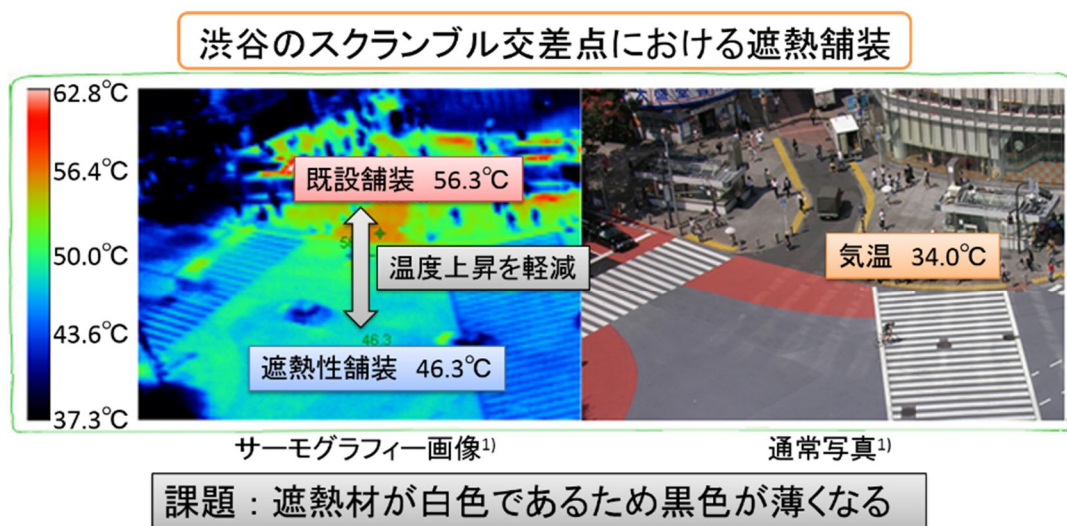 渋谷のスクランブル交差点における遮熱舗装
62.8℃
56.4℃
50.0℃
43.6℃
37.3℃
既設舗装 56.3℃
温度上昇を軽減
46.3
遮熱性舗装 46.3℃
気温 34.0℃
サーモグラフィー画像1)
通常写真1)
課題：遮熱材が白色であるため黒色が薄くなる